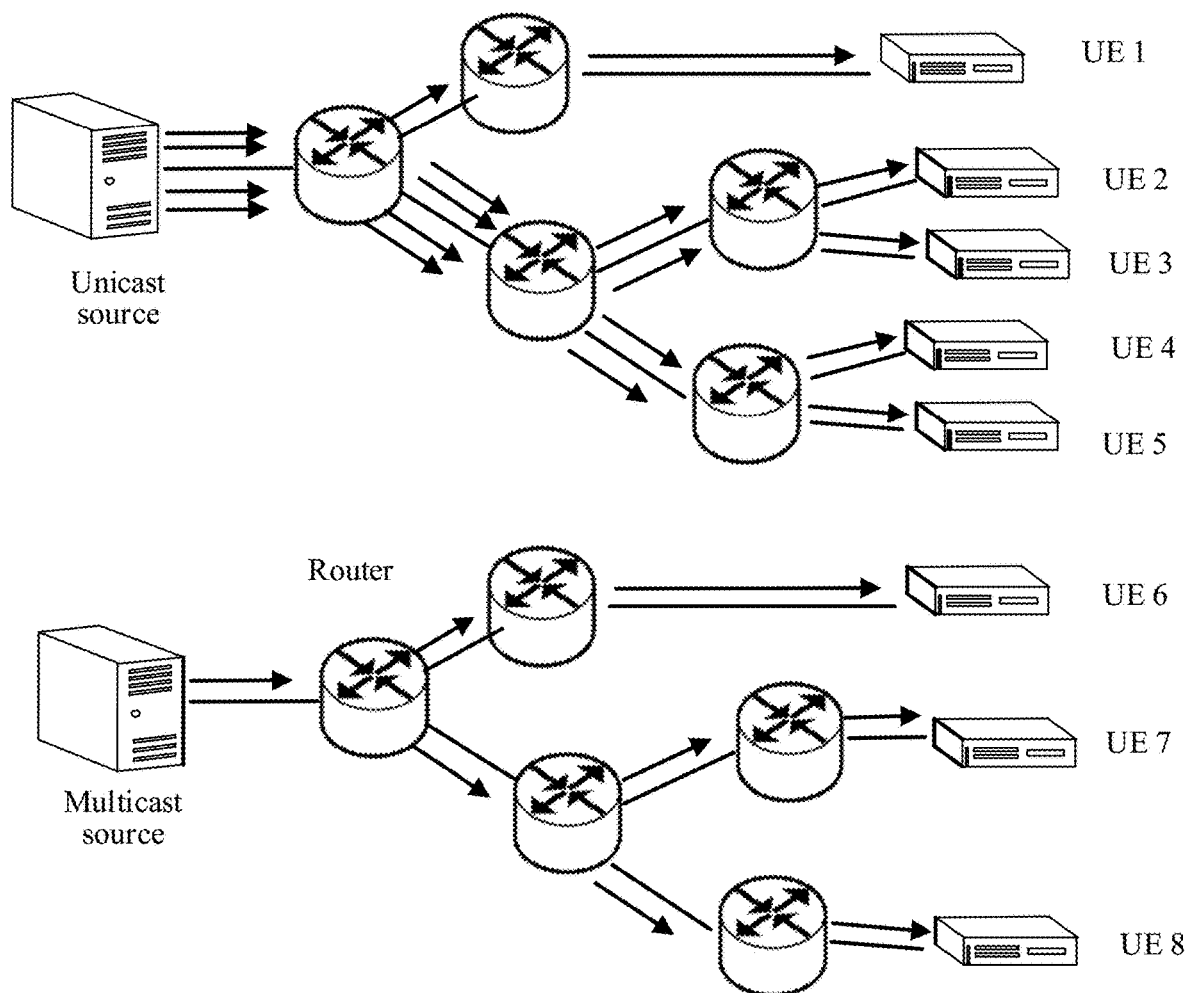 UE 1
UE 2
Unicast
source
UE 3
UE 4
UE 5
Router
UE 6
UE 7
Multicast
source
UE 8